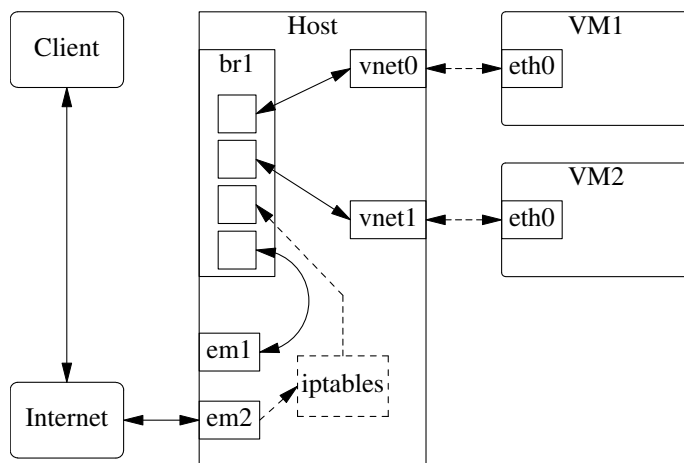 Host
VM1
Client
br1
vnet0
eth0
VM2
vnet1
eth0
em1
iptables
Internet
em2